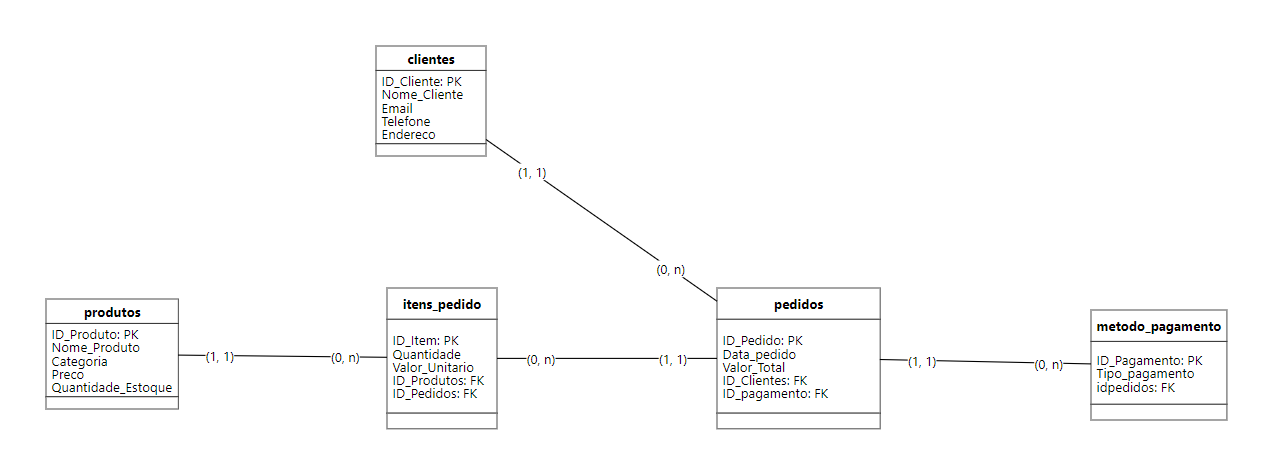 clientes
ID_Cliente: PK
Nome_Cliente
Email
Telefone
Endereco
(1, 1)
(0, n)
produtos
ID_Produto: PK
Nome_Produto
Categoria
Preco
Quantidade_Estoque
(1, 1)
(0, n)
itens_pedido
ID_Item: PK
Quantidade
Valor_Unitario
ID_Produtos: FK
ID_Pedidos: FK
(0, n)
(1, 1)
pedidos
ID_Pedido: PK
Data_pedido
Valor_Total
ID_Clientes: FK
ID_pagamento: FK
(1, 1)
(0, n)
metodo_pagamento
ID_Pagamento: PK
Tipo_pagamento
idpedidos: FK